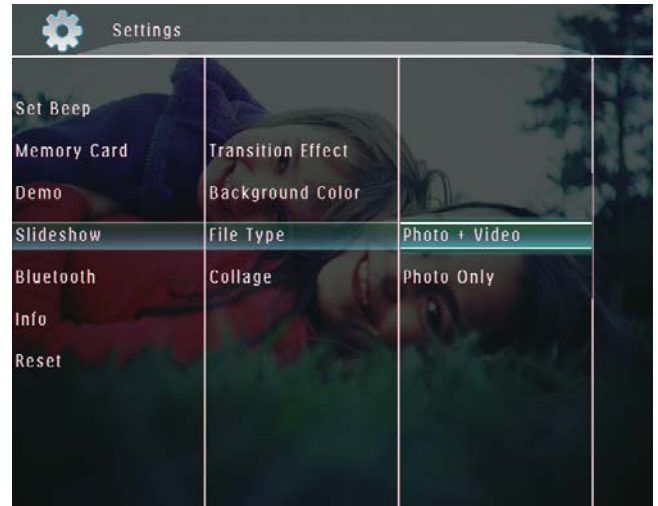 Settings
Set Beep
Memory Card
Demo
Slideshow
Bluetooth
Info
Reset
Transition Effect
Background Color
File Type
Collage
Photo + Video
Photo Only